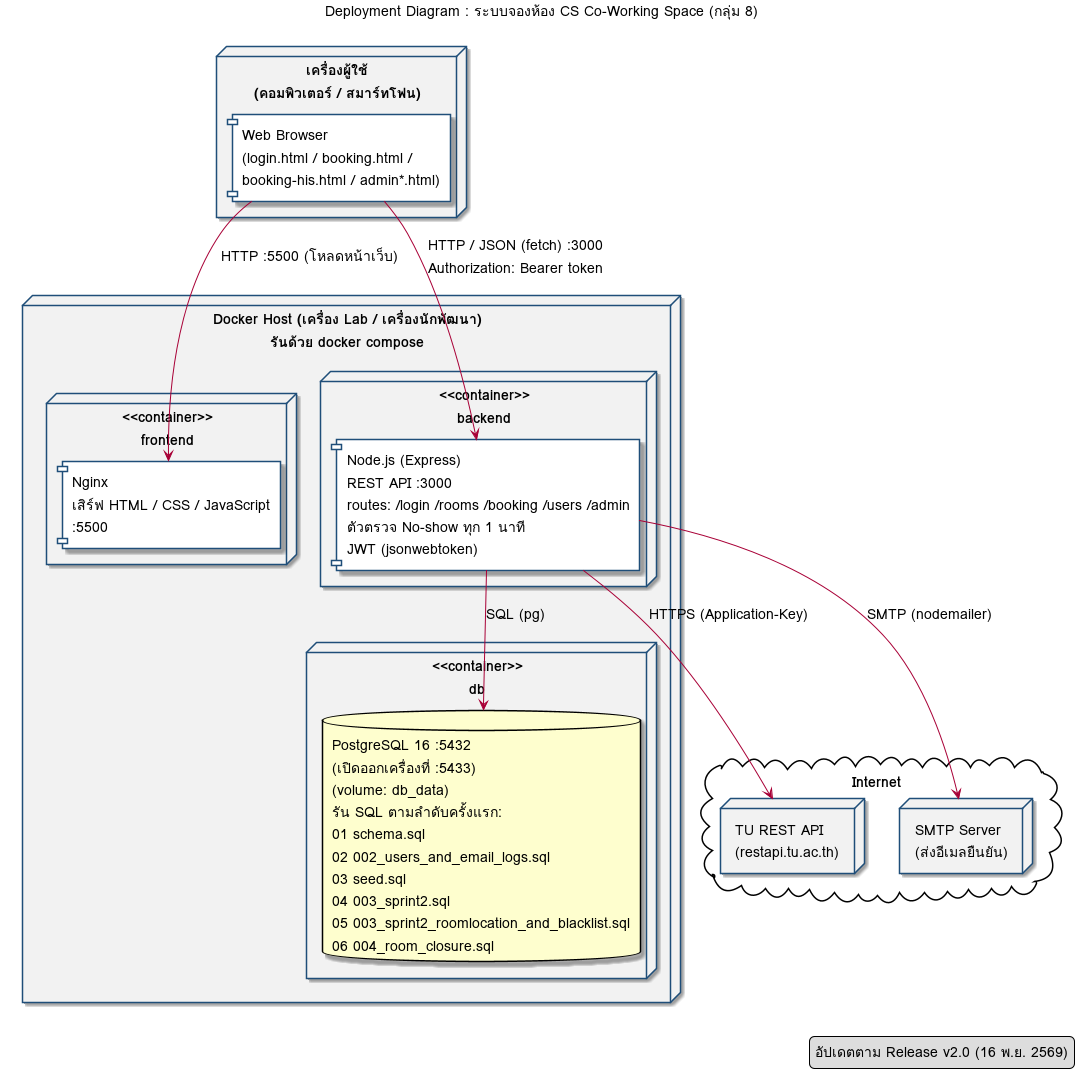 Deployment Diagram : ระบบจองห้อง CS Co-Working Space (กลุ่ม 8)
เครื่องผู้ใช้
(คอมพิวเตอร์ / สมาร์ทโฟน)
Web Browser
(login.html / booking.html /
booking-his.html / admin*.html)
HTTP :5500 (โหลดหน้าเว็บ)
HTTP / JSON (fetch) :3000
Authorization: Bearer token
Docker Host (เครื่อง Lab / เครื่องนักพัฒนา)
รันด้วย docker compose
<<container>>
frontend
Nginx
เสิร์ฟ HTML / CSS / JavaScript
:5500
<<container>>
backend
Node.js (Express)
REST API :3000
routes: /login /rooms /booking /users /admin
ตัวตรวจ No-show ทุก 1 นาที
JWT (jsonwebtoken)
SQL (pg)
HTTPS (Application-Key)
SMTP (nodemailer)
<<container>>
db
PostgreSQL 16 :5432
(เปิดออกเครื่องที่ :5433)
(volume: db_data)
รัน SQL ตามลำดับครั้งแรก:
01 schema.sql
02 002_users_and_email_logs.sql
03 seed.sql
04 003_sprint2.sql
05 003_sprint2_roomlocation_and_blacklist.sql
06 004_room_closure.sql
Internet
TU REST API
(restapi.tu.ac.th)
SMTP Server
(ส่งอีเมลยืนยัน)
อัปเดตตาม Release v2.0 (16 พ.ย. 2569)